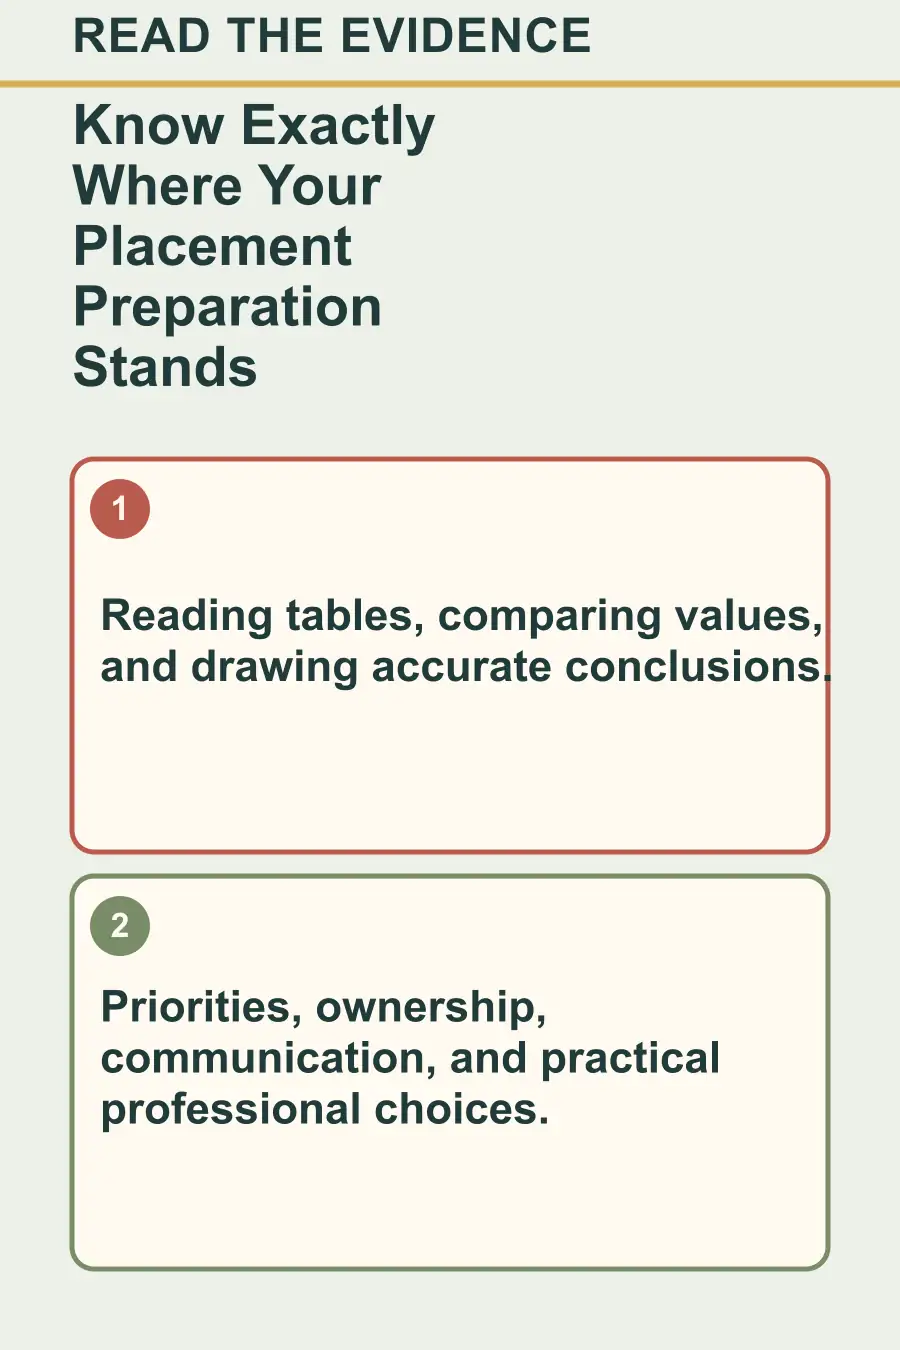 READ THE EVIDENCE
Know Exactly
Where Your
Placement
Preparation
Stands
1
Reading tables, comparing values,
and drawing accurate conclusions.
2
Priorities, ownership,
communication, and practical
professional choices.